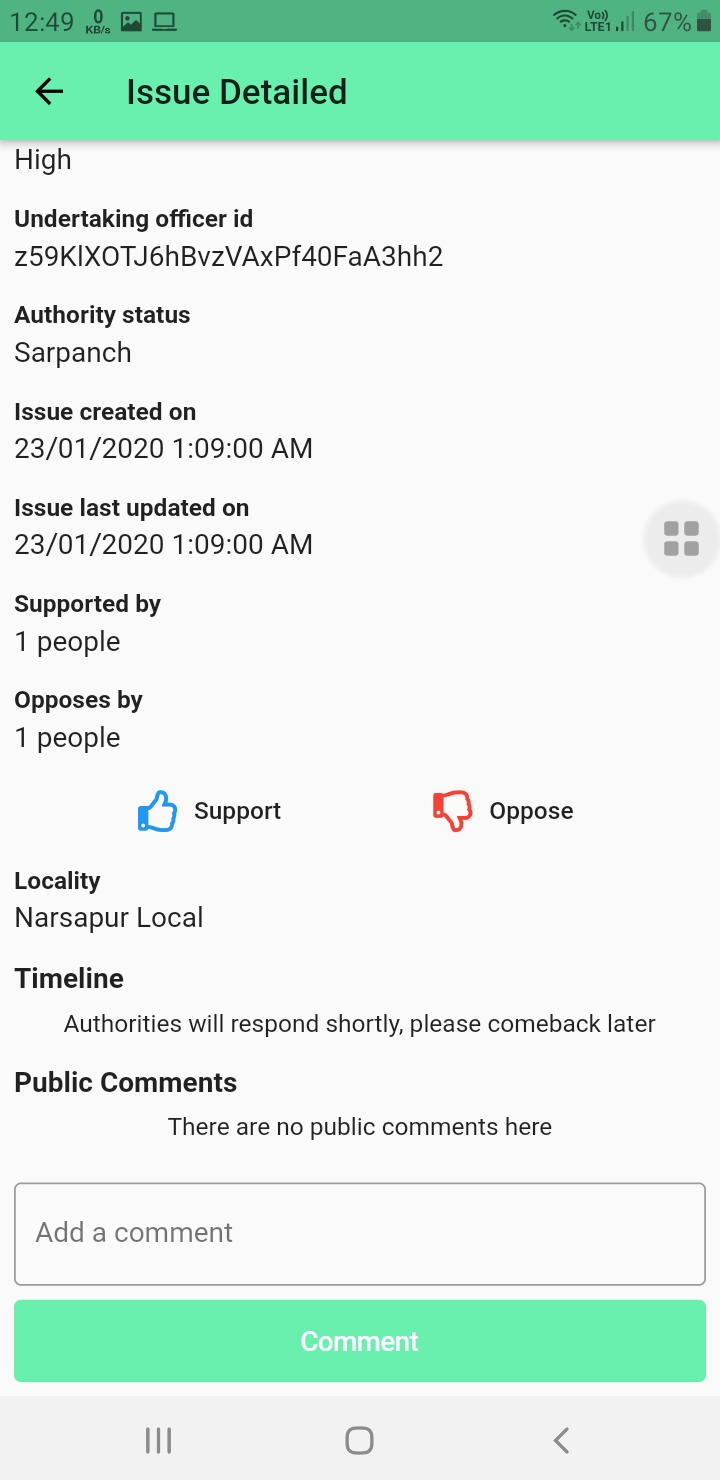 12:49 0 KB/s Vo)) LTE1 67%
Issue Detailed
High
Undertaking officer id
z59KlXOTJ6hBvzVAxPf40FaA3hh2
Authority status
Sarpanch
Issue created on
23/01/2020 1:09:00 AM
Issue last updated on
23/01/2020 1:09:00 AM
Supported by
1 people
Opposes by
1 people
Support Oppose
Locality
Narsapur Local
Timeline
Authorities will respond shortly, please comeback later
Public Comments
There are no public comments here
Add a comment
Comment